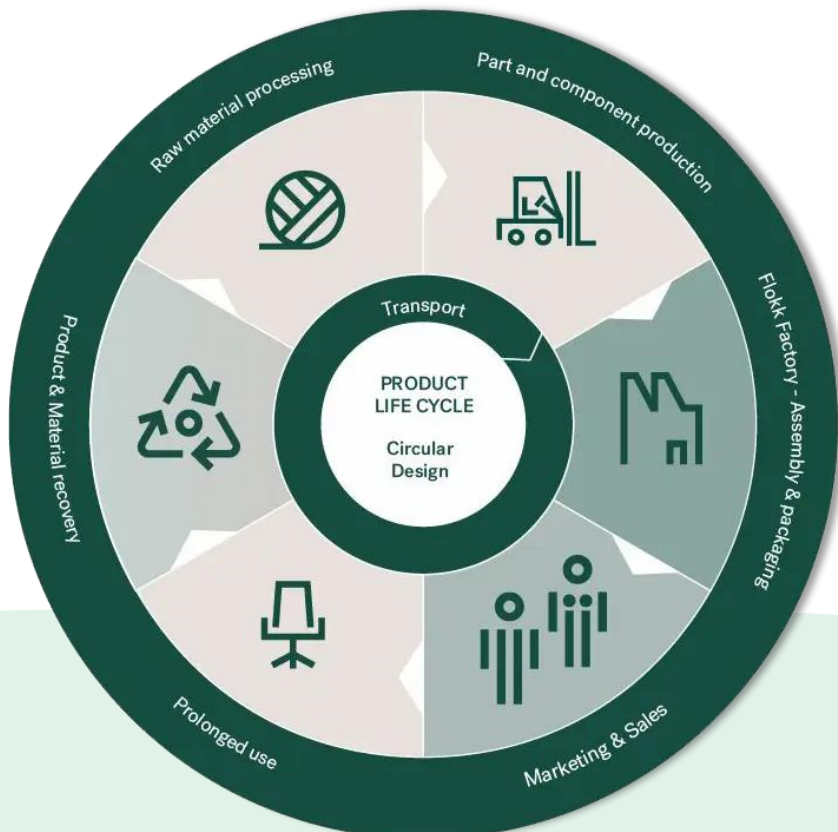 Raw material processing
Part and component production
Flokk Factory - Assembly & packaging
Marketing & Sales
Prolonged use
Product & Material recovery
Transport
PRODUCT
LIFE CYCLE
Circular
Design